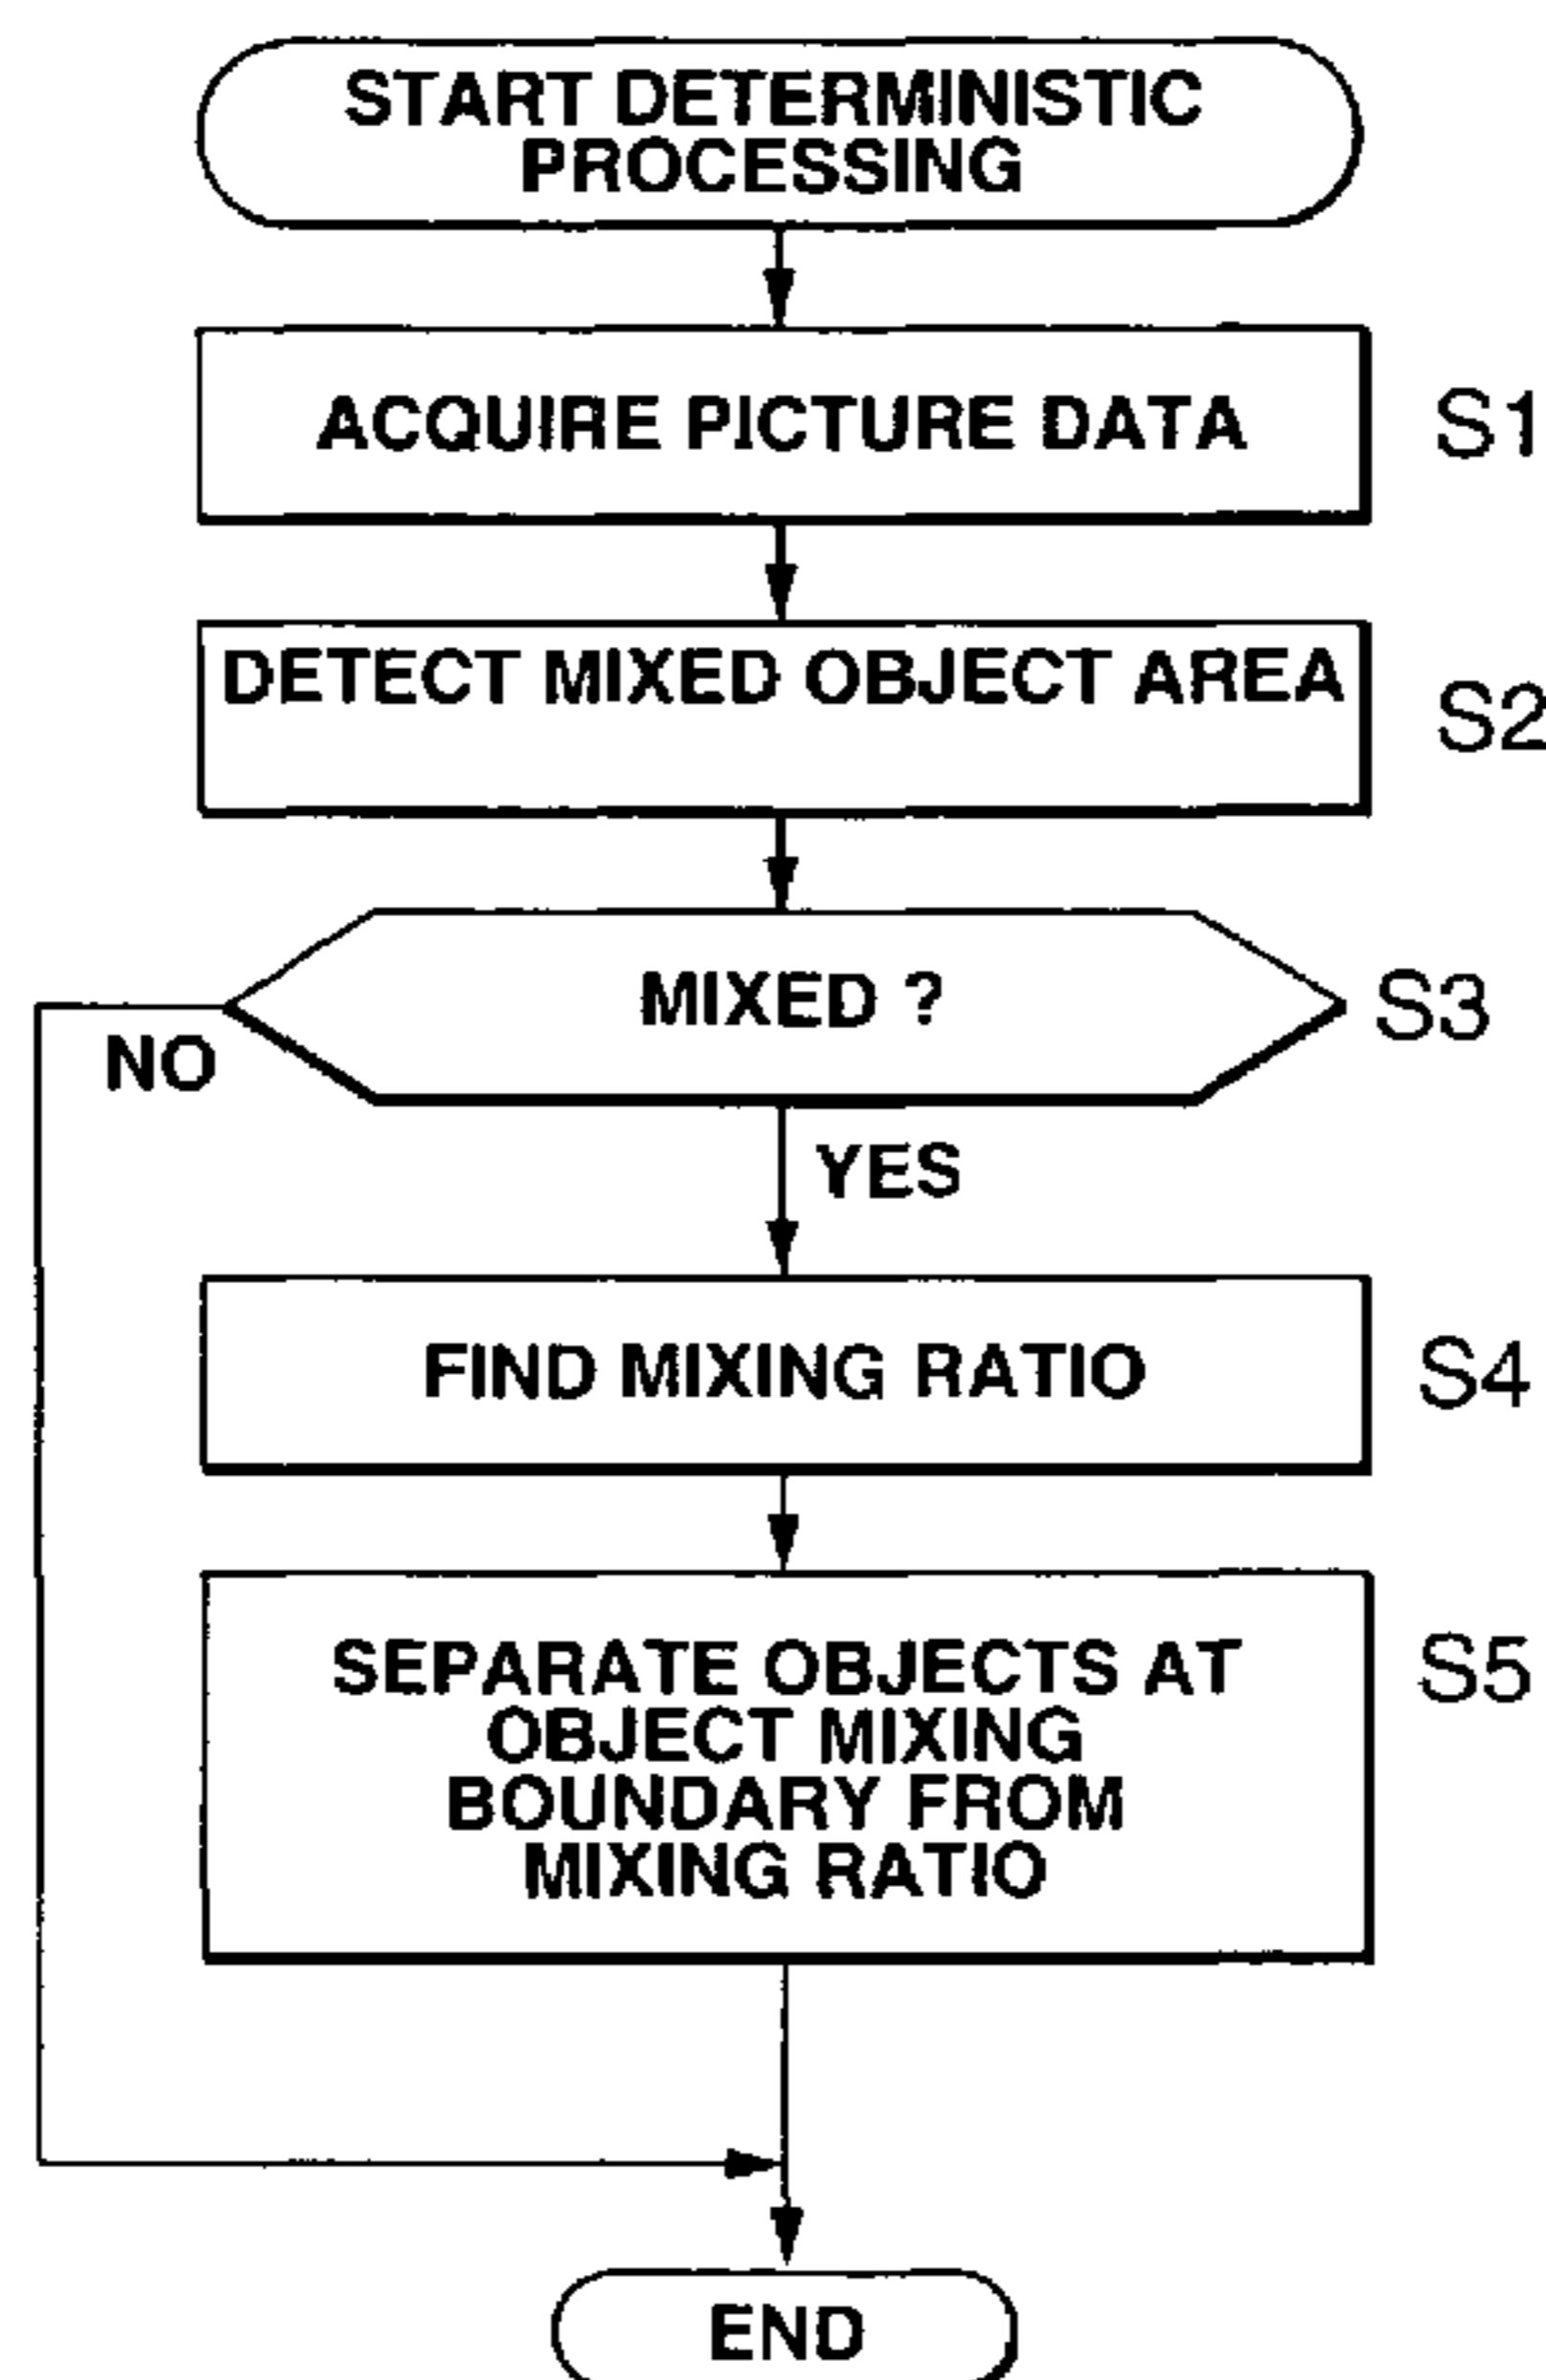 START DETERMINISTIC
PROCESSING
ACQUIRE PICTURE DATA
S1
DETECT MIXED OBJECT AREA
S2
MIXED ?
S3
NO
YES
FIND MIXING RATIO
S4
SEPARATE OBJECTS AT
OBJECT MIXING
BOUNDARY FROM
MIXING RATIO
S5
END